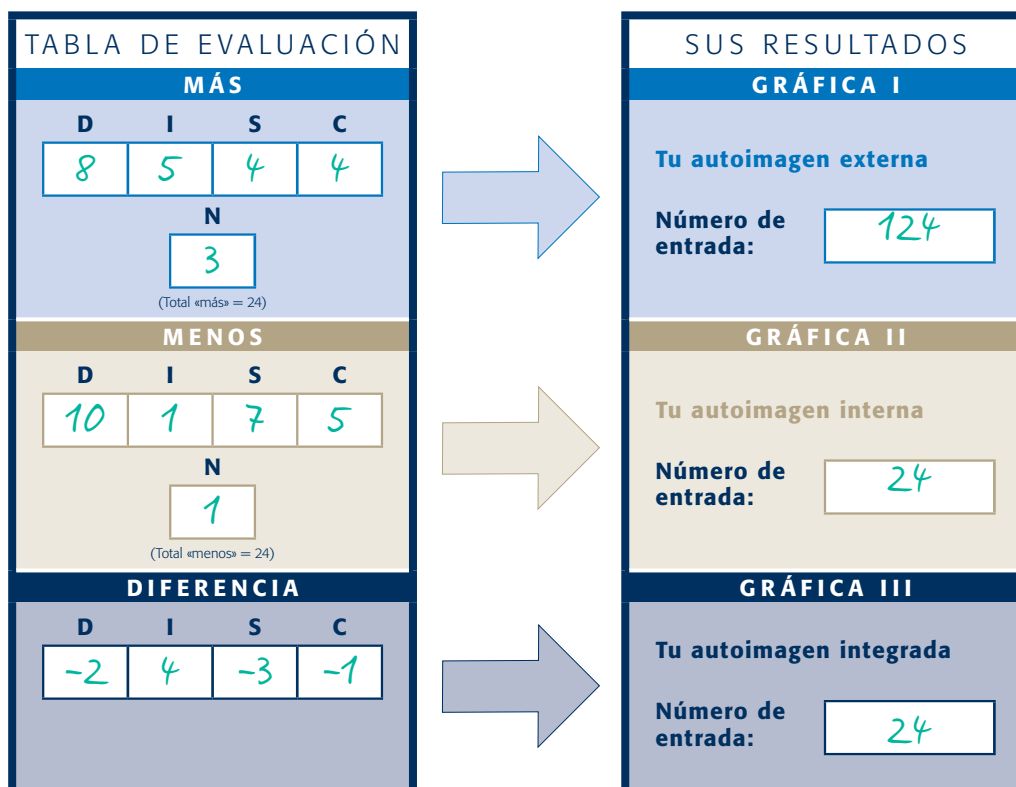 TABLA DE EVALUACIÓN
MÁS
D I S C
8 5 4 4
N
3
(Total «más» = 24)
MENOS
D I S C
10 1 7 5
N
1
(Total «menos» = 24)
DIFERENCIA
D I S C
-2 4 -3 -1
SUS RESULTADOS
GRÁFICA I
Tu autoimagen externa
Número de
entrada:
124
GRÁFICA II
Tu autoimagen interna
Número de
entrada:
24
GRÁFICA III
Tu autoimagen integrada
Número de
entrada:
24